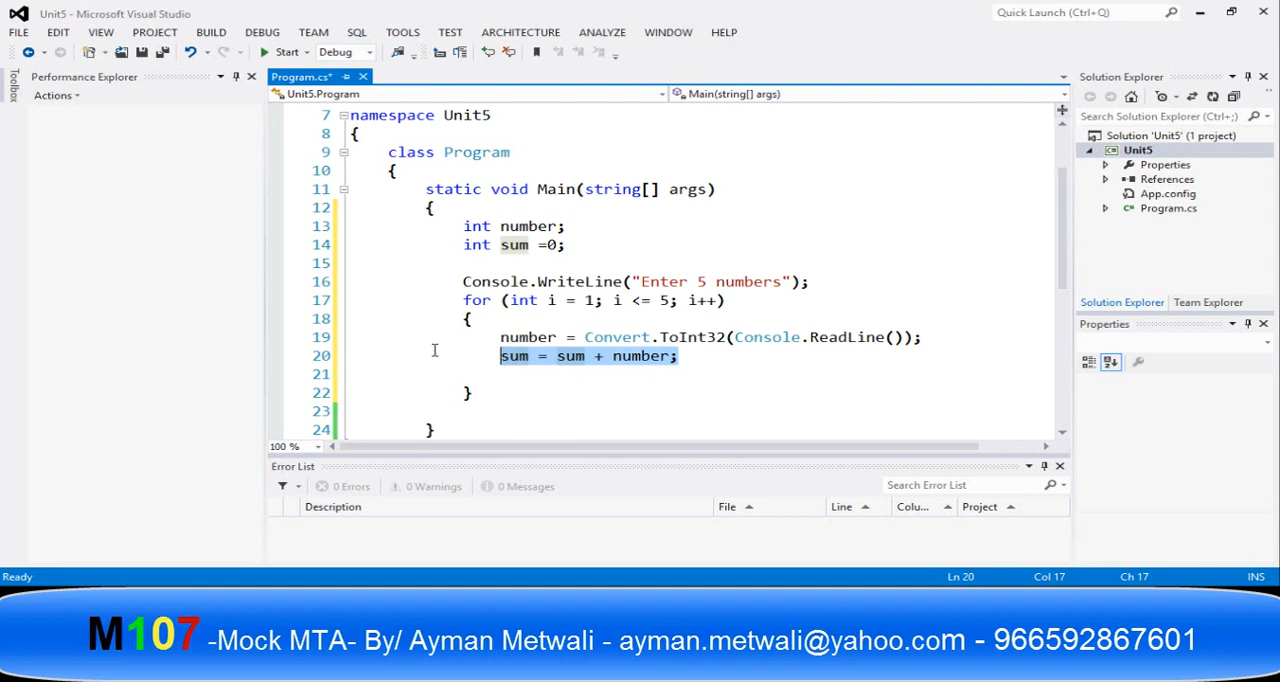 Unit5 - Microsoft Visual Studio
Quick Launch (Ctrl+Q)
FILE EDIT VIEW PROJECT BUILD DEBUG TEAM SQL TOOLS TEST ARCHITECTURE ANALYZE WINDOW HELP
Start Debug
Toolbox
Performance Explorer
Actions
Program.cs*
Unit5.Program
Main(string[] args)
7 namespace Unit5
8 {
9 class Program
10 {
11 static void Main(string[] args)
12 {
13 int number;
14 int sum =0;
15
16 Console.WriteLine("Enter 5 numbers");
17 for (int i = 1; i <= 5; i++)
18 {
19 number = Convert.ToInt32(Console.ReadLine());
20 sum = sum + number;
21
22 }
23
24 }
100 %
Error List
0 Errors 0 Warnings 0 Messages
Search Error List
Description File Line Colu... Project
Solution Explorer
Search Solution Explorer (Ctrl+;)
Solution 'Unit5' (1 project)
Unit5
Properties
References
App.config
Program.cs
Solution Explorer Team Explorer
Properties
Ready Ln 20 Col 17 Ch 17 INS
M107 -Mock MTA- By/ Ayman Metwali - ayman.metwali@yahoo.com - 966592867601